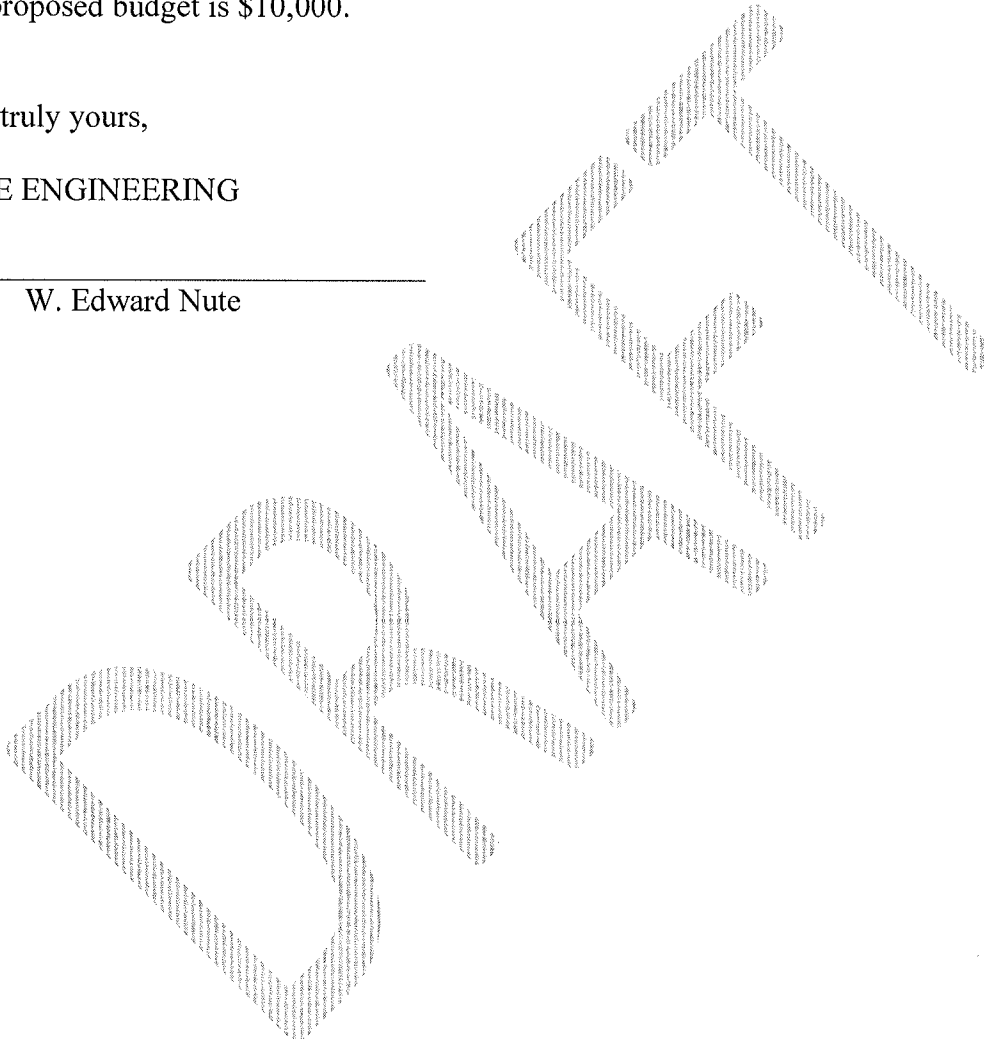 proposed budget is $10,000.
truly yours,
E ENGINEERING
W. Edward Nute
DRAFT